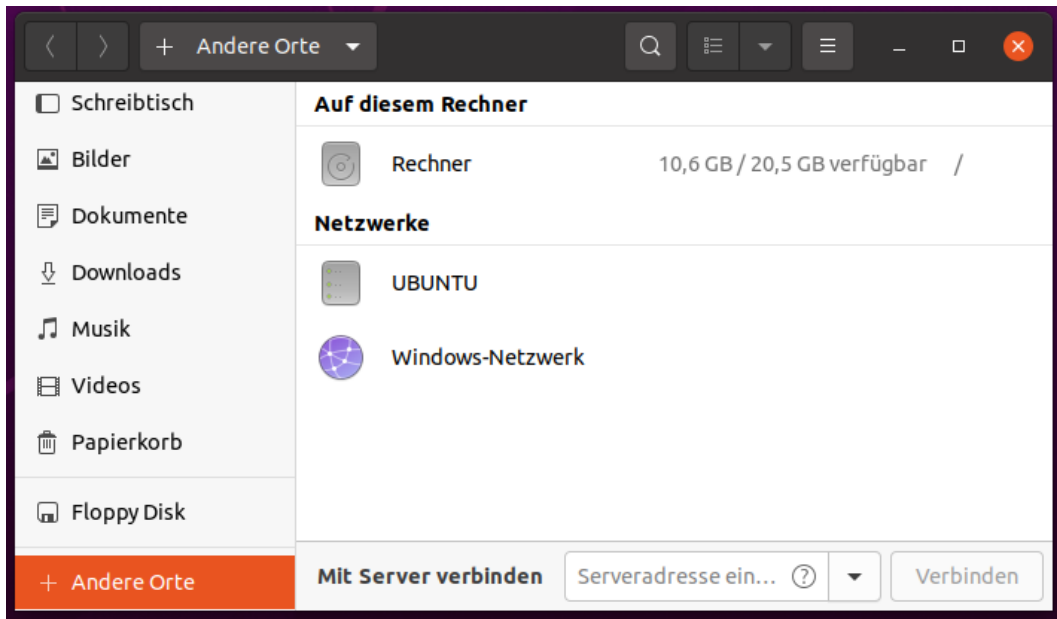 Andere Orte
Schreibtisch
Bilder
Dokumente
Downloads
Musik
Videos
Papierkorb
Floppy Disk
Andere Orte
Auf diesem Rechner
Rechner 10,6 GB / 20,5 GB verfügbar /
Netzwerke
UBUNTU
Windows-Netzwerk
Mit Server verbinden Serveradresse ein... Verbinden